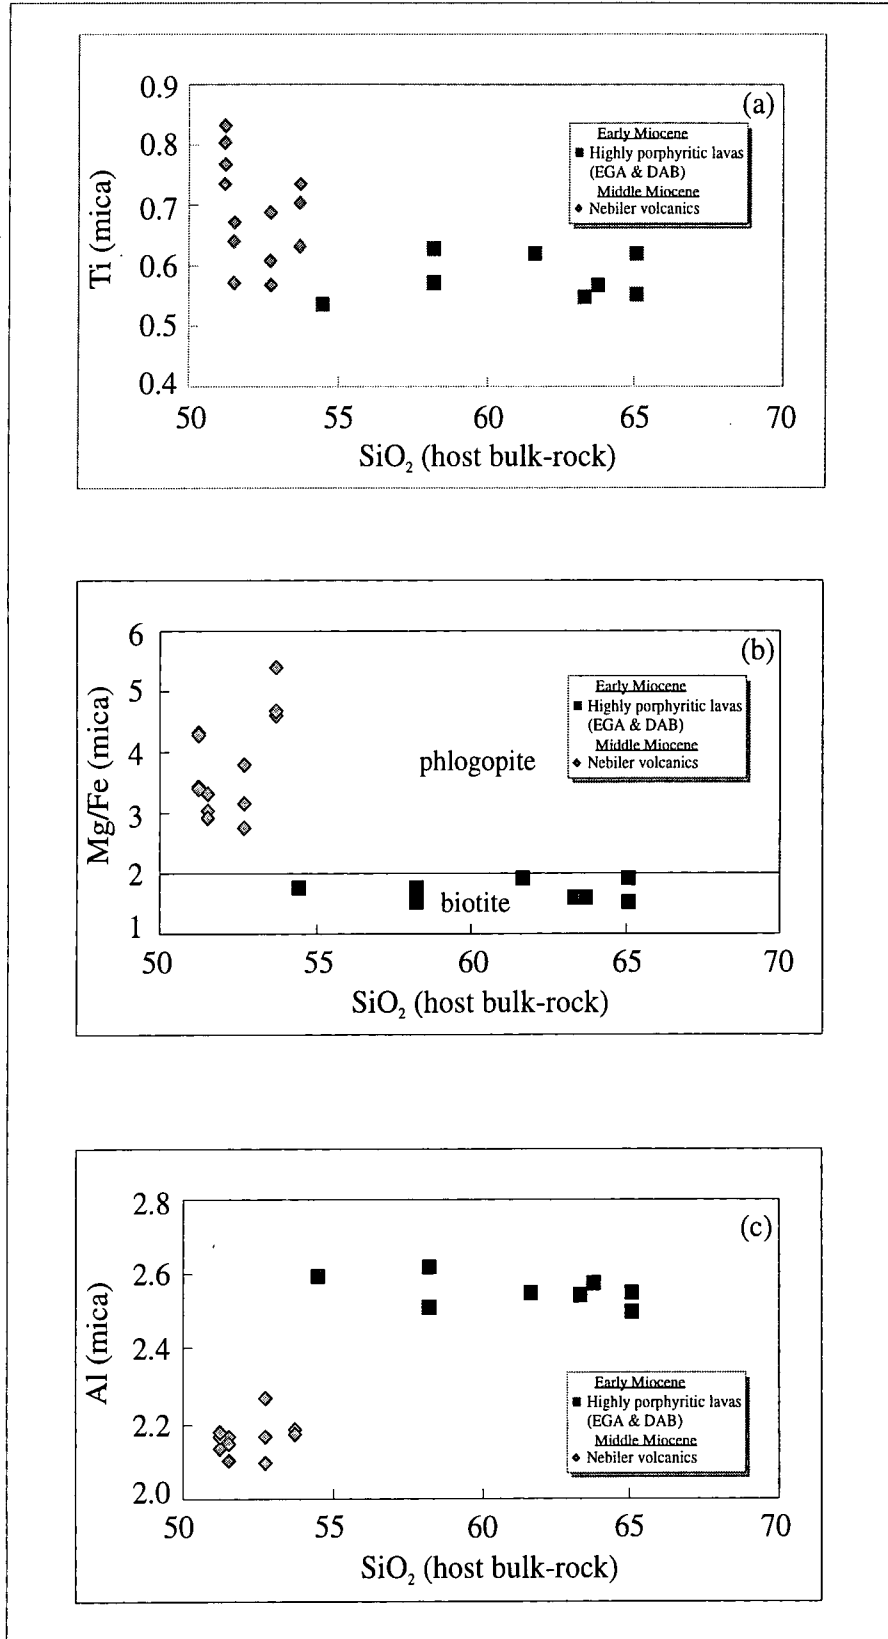 (a)
0.9
0.8
0.7
0.6
0.5
0.4
Ti (mica)
Early Miocene
■ Highly porphyritic lavas
(EGA & DAB)
Middle Miocene
◆ Nebiler volcanics
50 55 60 65 70
SiO₂ (host bulk-rock)
(b)
6
5
4
3
2
1
Mg/Fe (mica)
Early Miocene
■ Highly porphyritic lavas
(EGA & DAB)
Middle Miocene
◆ Nebiler volcanics
phlogopite
biotite
50 55 60 65 70
SiO₂ (host bulk-rock)
(c)
2.8
2.6
2.4
2.2
2.0
Al (mica)
Early Miocene
■ Highly porphyritic lavas
(EGA & DAB)
Middle Miocene
◆ Nebiler volcanics
50 55 60 65 70
SiO₂ (host bulk-rock)